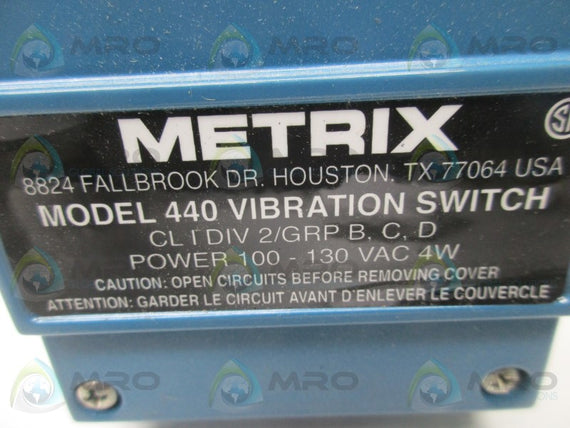 METRIX
8824 FALLBROOK DR. HOUSTON, TX 77064 USA
MODEL 440 VIBRATION SWITCH
CL I DIV 2/GRP B, C, D
POWER 100 - 130 VAC 4W
CAUTION: OPEN CIRCUITS BEFORE REMOVING COVER
ATTENTION: GARDER LE CIRCUIT AVANT D'ENLEVER LE COUVERCLE
MRO